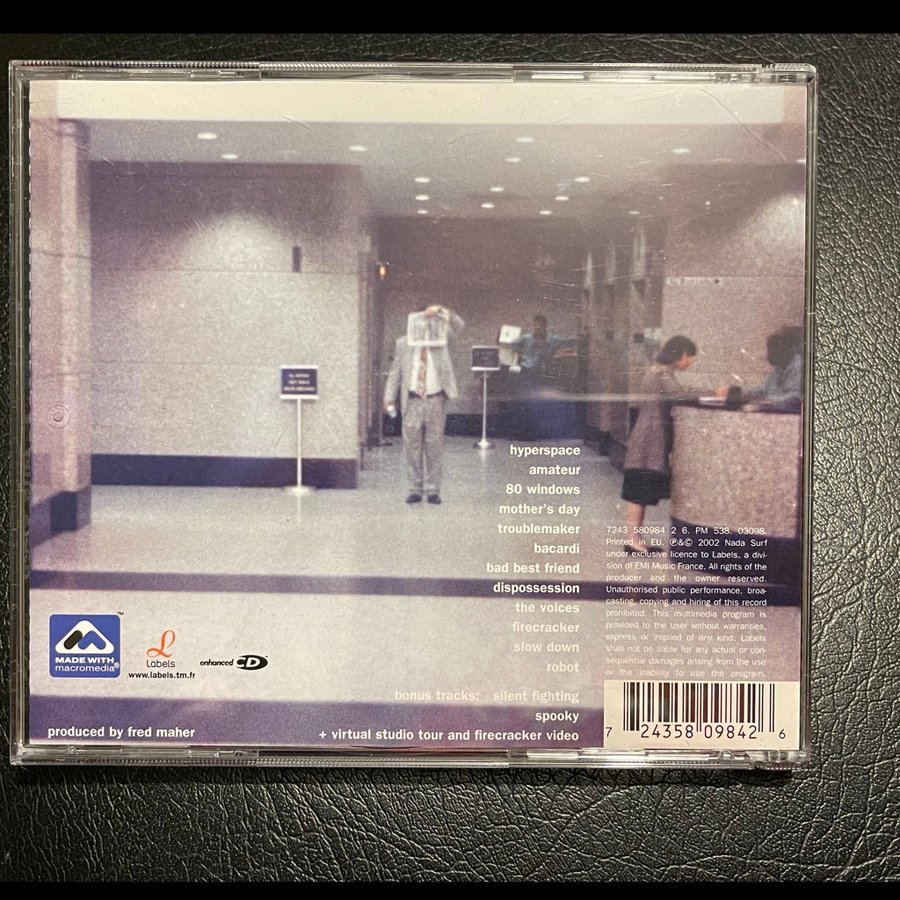 hyperspace
amateur
80 windows
mother's day
troublemaker
bacardi
bad best friend
dispossession
the voices
firecracker
slow down
robot
bonus tracks: silent fighting
spooky
+ virtual studio tour and firecracker video
7243 580984 2 6. PM 538. 03098.
Printed in EU. ℗&© 2002 Nada Surf
under exclusive licence to Labels, a divi-
sion of EMI Music France. All rights of the
producer and the owner reserved.
Unauthorised public performance, broa-
casting, copying and hiring of this record
prohibited. This multimedia program is
provided to the user without warranties,
express or implied of any kind. Labels
shall not be liable for any actual or con-
sequential damages arising from the use
or the inability to use the program.
MADE WITH
macromedia®
™
L
Labels
www.labels.tm.fr
enhanced CD
produced by fred maher
7 24358 09842 6